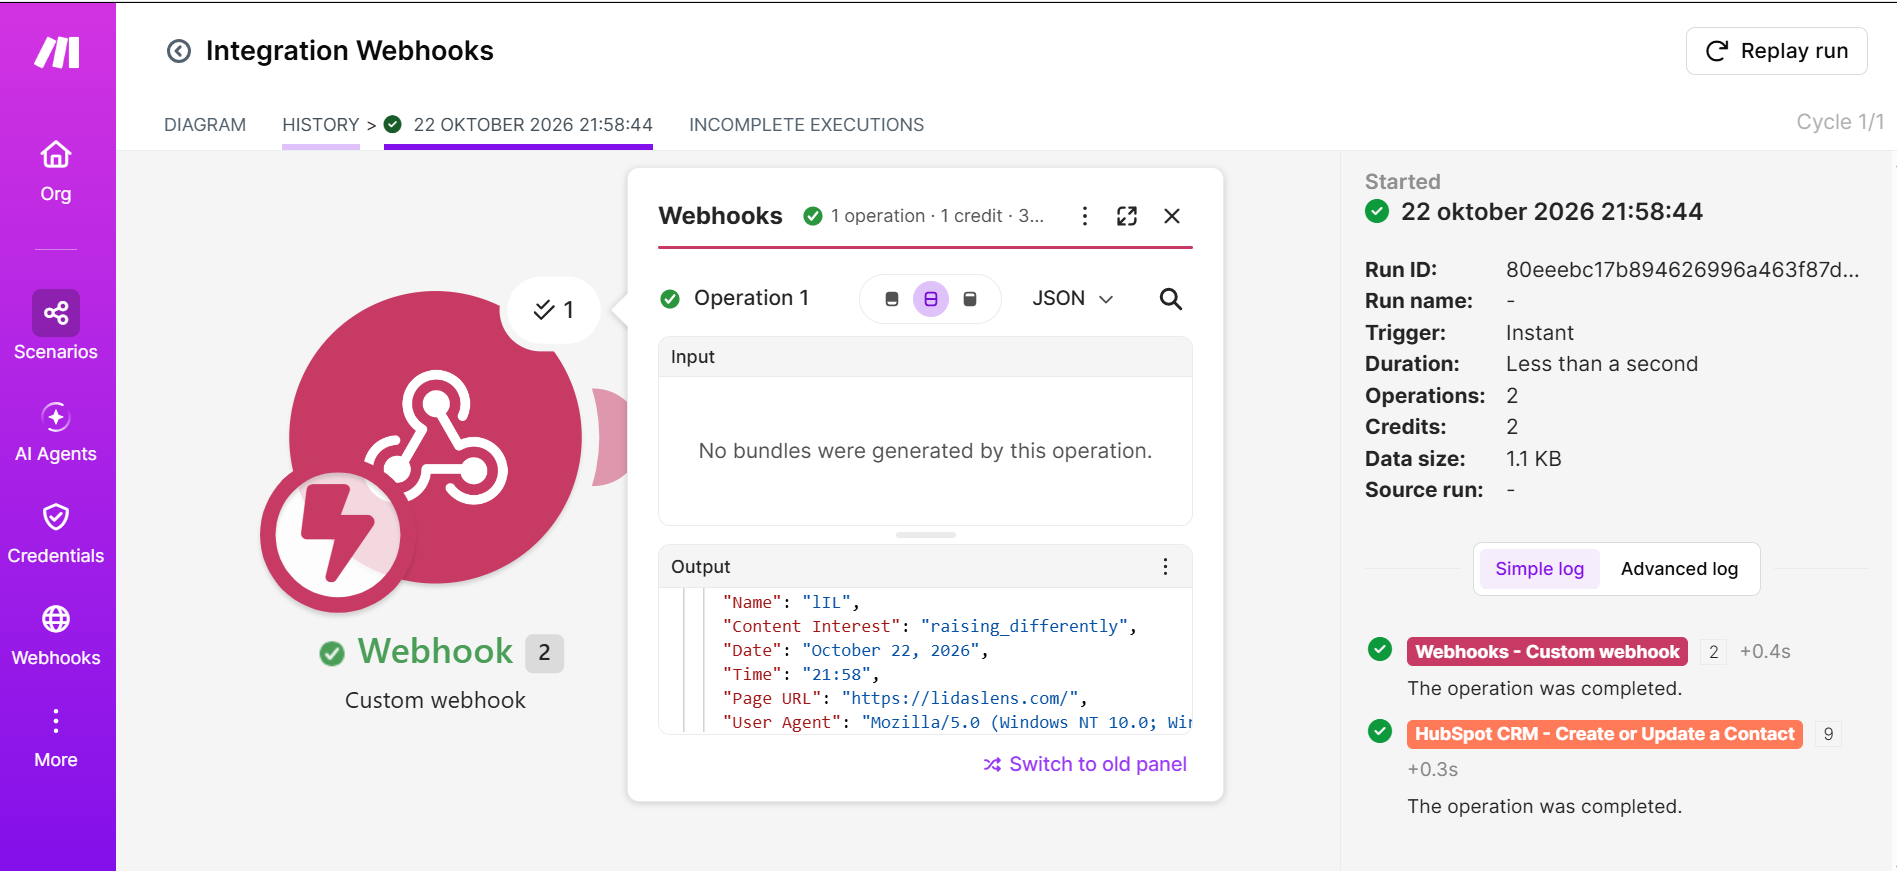 Integration Webhooks
Replay run
DIAGRAM
HISTORY > 22 OKTOBER 2026 21:58:44
INCOMPLETE EXECUTIONS
Cycle 1/1
Org
Scenarios
AI Agents
Credentials
Webhooks
More
1
Webhook 2
Custom webhook
Webhooks 1 operation · 1 credit · 3...
Operation 1
JSON
Input
No bundles were generated by this operation.
Output
"Name": "lIL",
"Content Interest": "raising_differently",
"Date": "October 22, 2026",
"Time": "21:58",
"Page URL": "https://lidaslens.com/",
"User Agent": "Mozilla/5.0 (Windows NT 10.0; Wir
Switch to old panel
Started
22 oktober 2026 21:58:44
Run ID: 80eeebc17b894626996a463f87d...
Run name: -
Trigger: Instant
Duration: Less than a second
Operations: 2
Credits: 2
Data size: 1.1 KB
Source run: -
Simple log
Advanced log
Webhooks - Custom webhook 2 +0.4s
The operation was completed.
HubSpot CRM - Create or Update a Contact 9
+0.3s
The operation was completed.